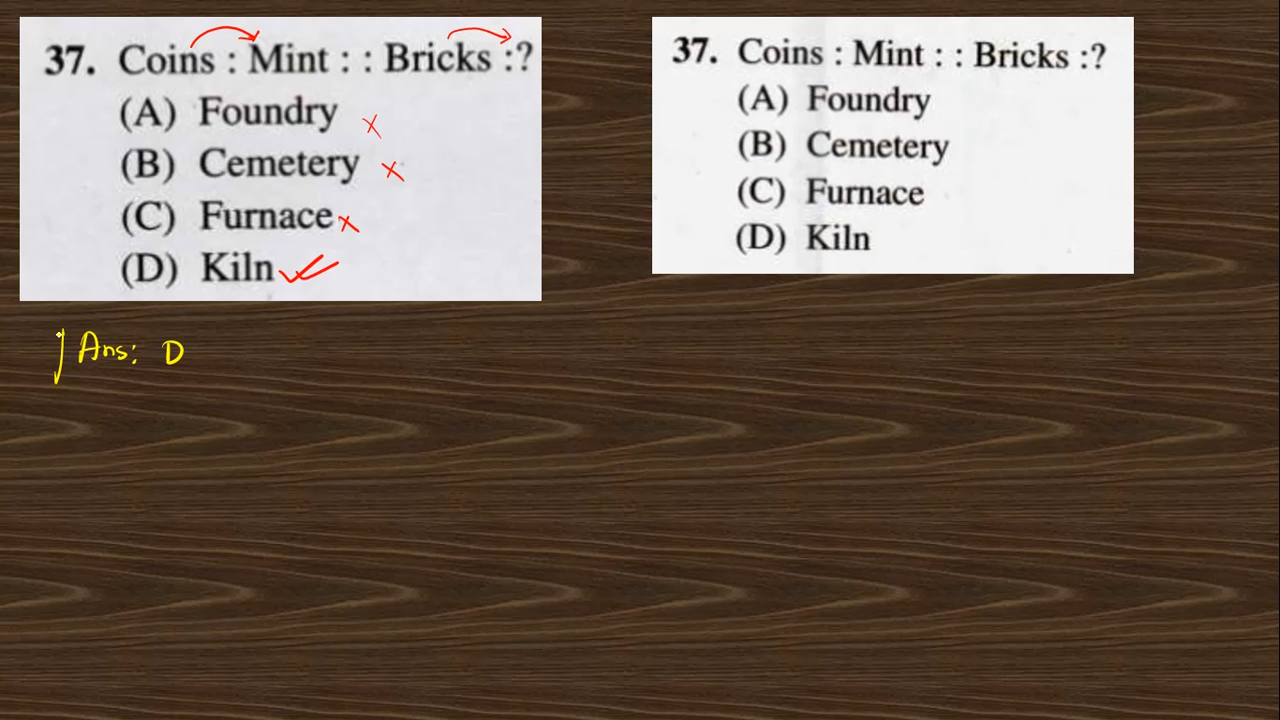 37. Coins : Mint : : Bricks :?
(A) Foundry
(B) Cemetery
(C) Furnace
(D) Kiln
Ans: D
37. Coins : Mint : : Bricks :?
(A) Foundry
(B) Cemetery
(C) Furnace
(D) Kiln